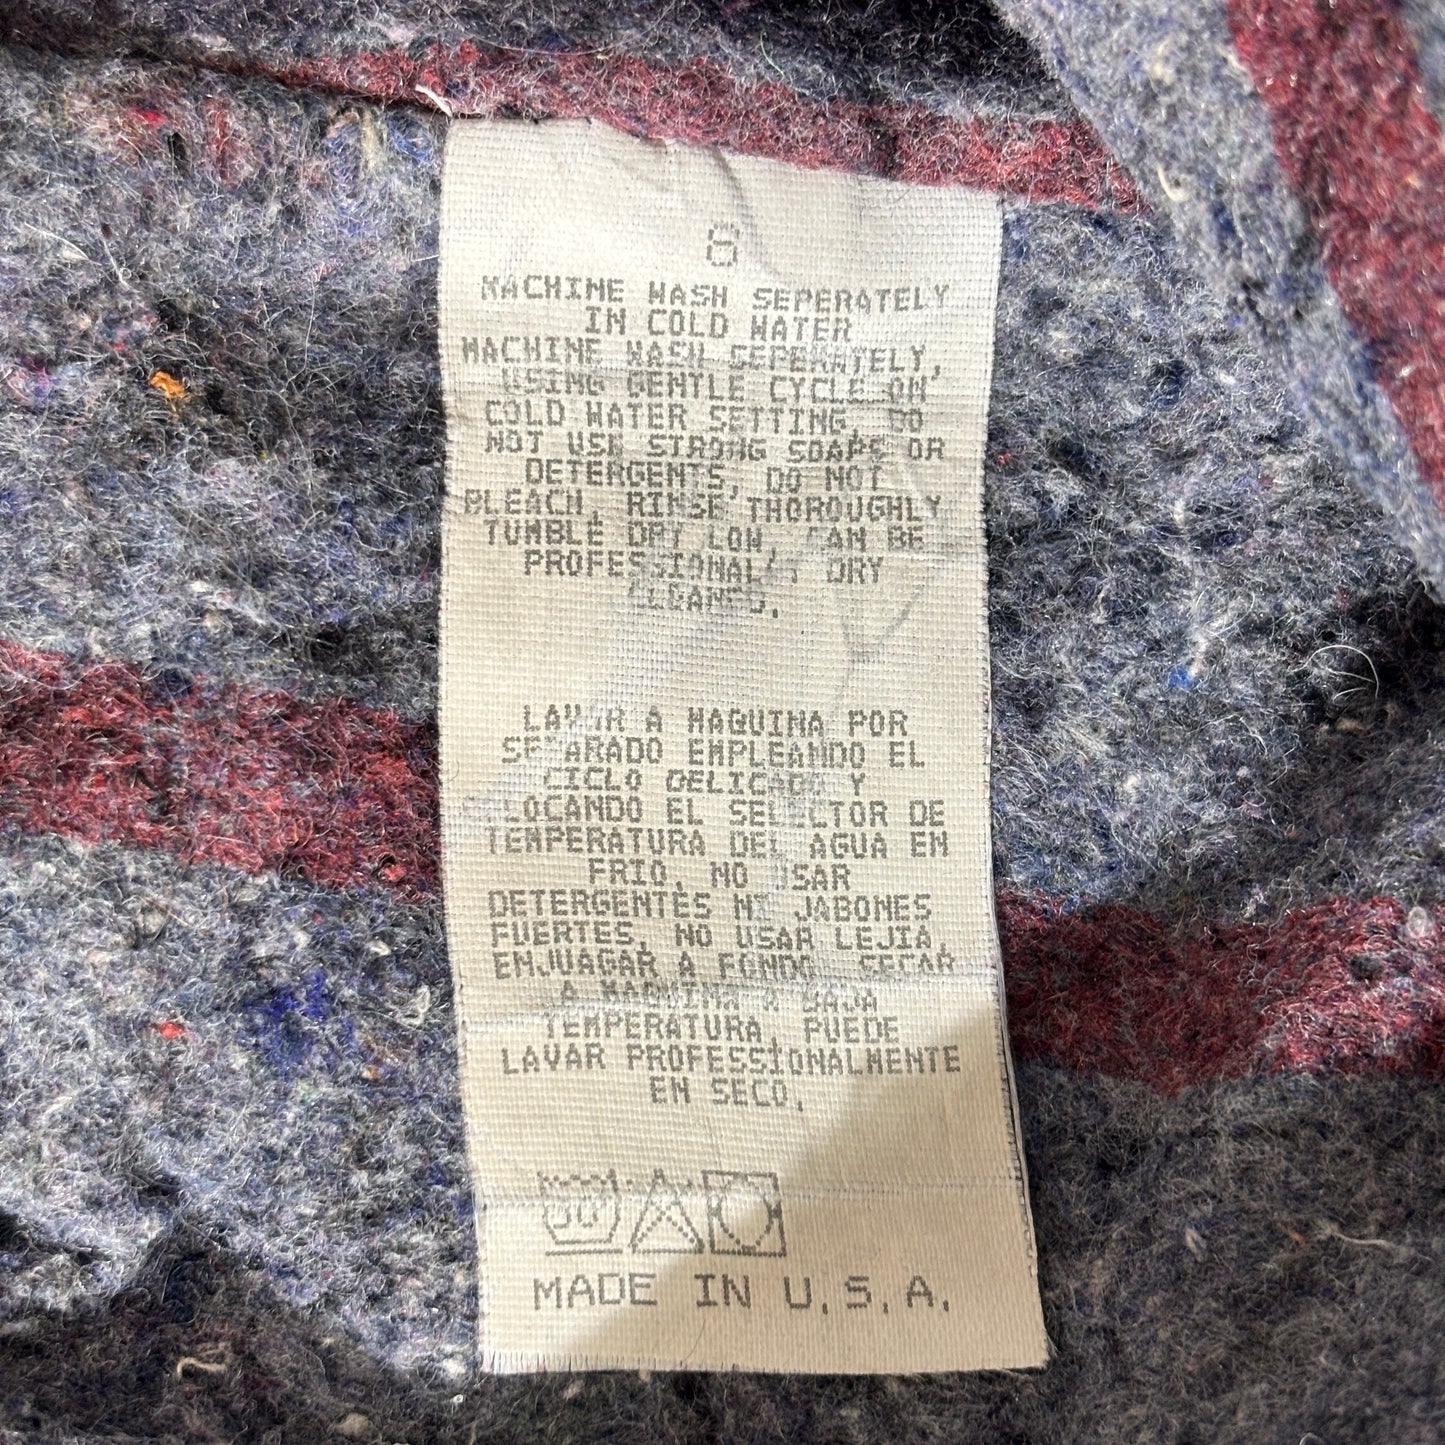 6
MACHINE WASH SEPERATELY
IN COLD WATER
MACHINE WASH SEPERATELY,
USING GENTLE CYCLE ON
COLD WATER SETTING, DO
NOT USE STRONG SOAPS OR
DETERGENTS, DO NOT
BLEACH, RINSE THOROUGHLY
TUMBLE DRY LOW, CAN BE
PROFESSIONALLY DRY
LAVAR A MAQUINA POR
SEPARADO EMPLEANDO EL
CICLO DELICADO Y
LOCANDO EL SELECTOR DE
TEMPERATURA DEL AGUA EN
FRIO, NO USAR
DETERGENTES NI JABONES
FUERTES, NO USAR LEJIA,
ENJUAGAR A FONDO, SECAR
A MAQUINA A BAJA
TEMPERATURA, PUEDE
LAVAR PROFESSIONALMENTE
EN SECO,
MADE IN U.S.A.